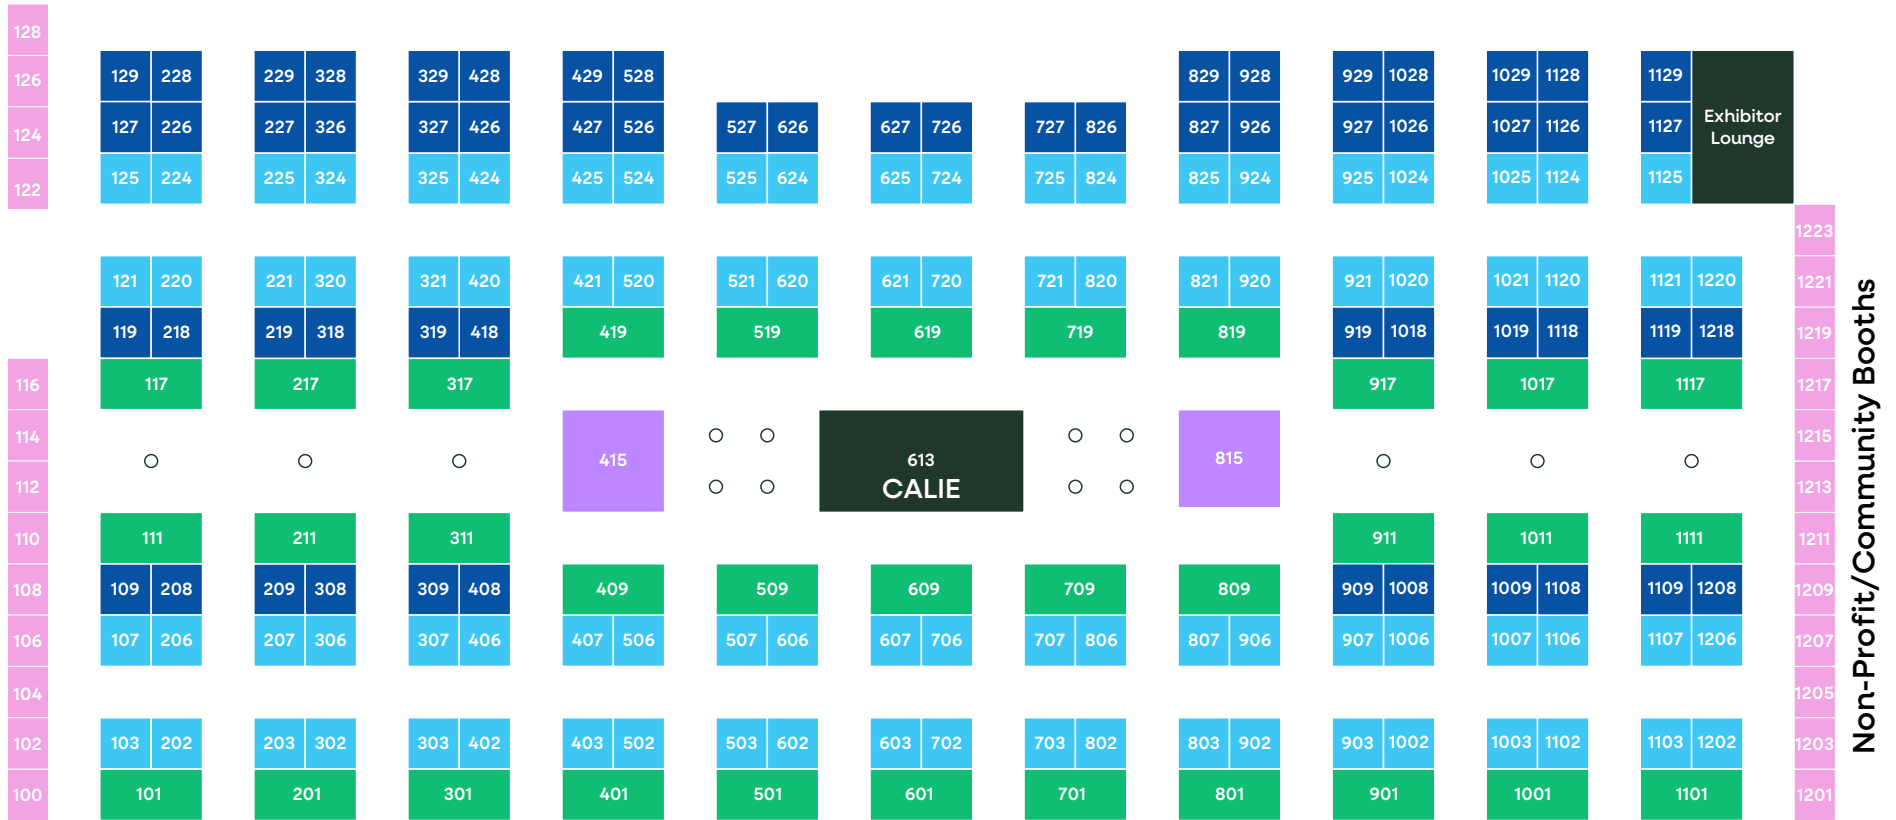 128
129 228 229 328 329 428 429 528 829 928 929 1028 1029 1128 1129
126
127 226 227 326 327 426 427 526 527 626 627 726 727 826 827 926 927 1026 1027 1126 1127
Exhibitor
Lounge
124
125 224 225 324 325 424 425 524 525 624 625 724 725 824 825 924 925 1024 1025 1124 1125
122
1223
121 220 221 320 321 420 421 520 521 620 621 720 721 820 821 920 921 1020 1021 1120 1121 1220 1221
119 218 219 318 319 418 419 519 619 719 819 919 1018 1019 1118 1119 1218 1219
116 117 217 317 917 1017 1117 1217
114 1215
415 613 815
CALIE
112 1213
110 111 211 311 911 1011 1111 1211
108 109 208 209 308 309 408 409 509 609 709 809 909 1008 1009 1108 1109 1208 1209
106 107 206 207 306 307 406 407 506 507 606 607 706 707 806 807 906 907 1006 1007 1106 1107 1206 1207
104 1205
102 103 202 203 302 303 402 403 502 503 602 603 702 703 802 803 902 903 1002 1003 1102 1103 1202 1203
100 101 201 301 401 501 601 701 801 901 1001 1101 1201
Non-Profit/Community Booths